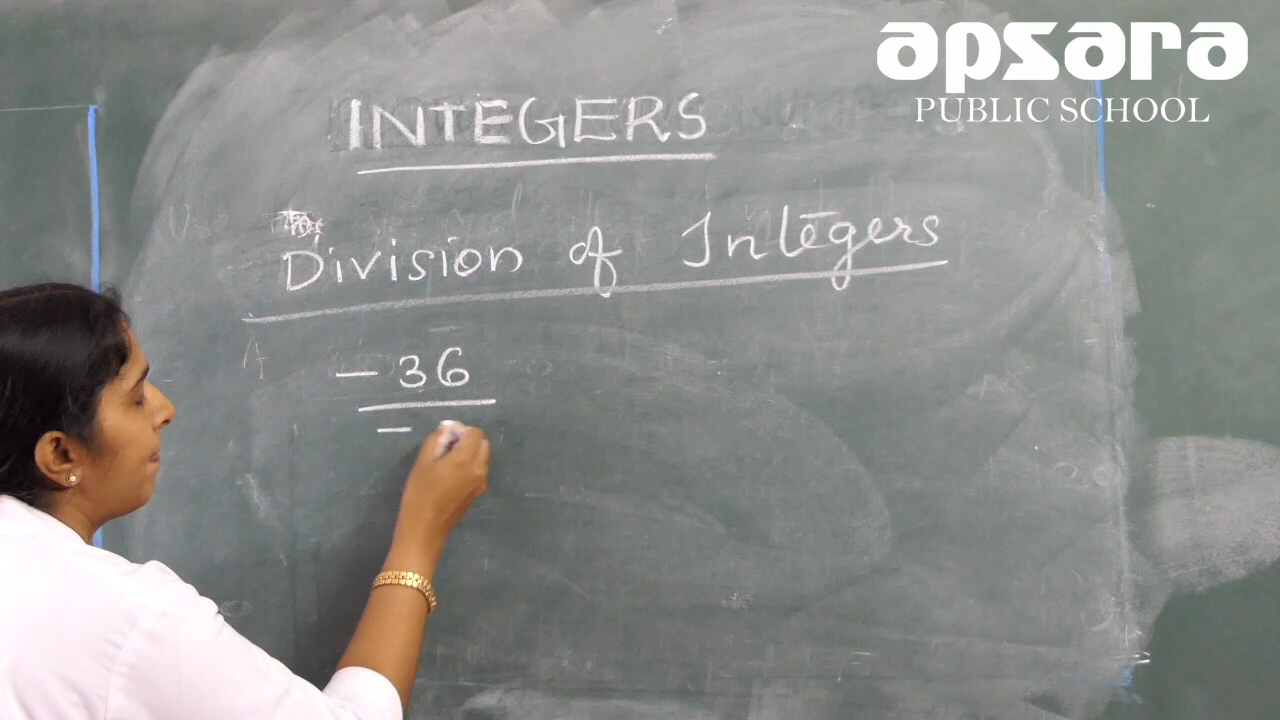 apsara
PUBLIC SCHOOL
INTEGERS
Division of Integers
- 36
-